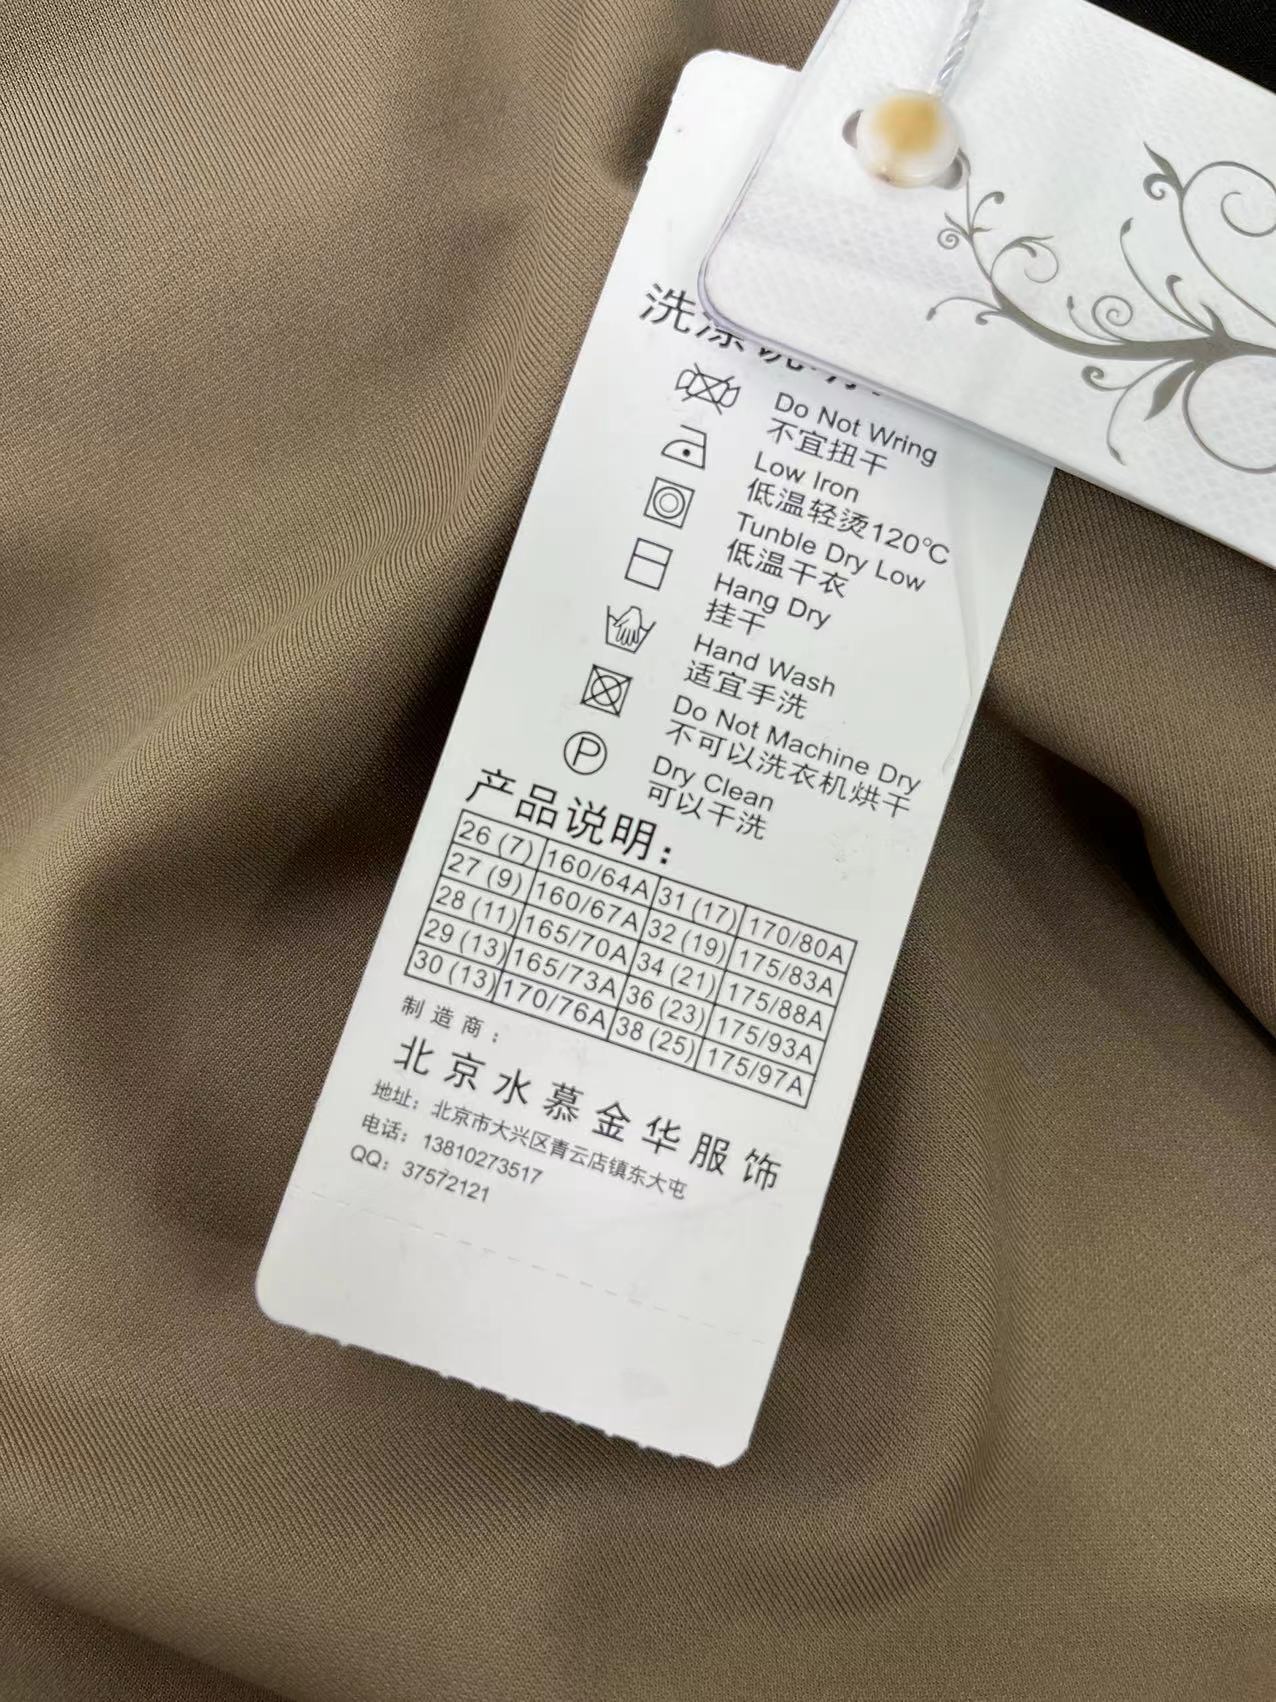 洗涤说明:
Do Not Wring
不宜扭干
Low Iron
低温轻烫120℃
Tunble Dry Low
低温干衣
Hang Dry
挂干
Hand Wash
适宜手洗
Do Not Machine Dry
不可以洗衣机烘干
P
Dry Clean
可以干洗
产品说明:
26 (7) 160/64A 31 (17) 170/80A
27 (9) 160/67A 32 (19) 175/83A
28 (11) 165/70A 34 (21) 175/88A
29 (13) 165/73A 36 (23) 175/93A
30 (13) 170/76A 38 (25) 175/97A
制造商:
北京水慕金华服饰
地址: 北京市大兴区青云店镇东大屯
电话: 13810273517
QQ: 37572121